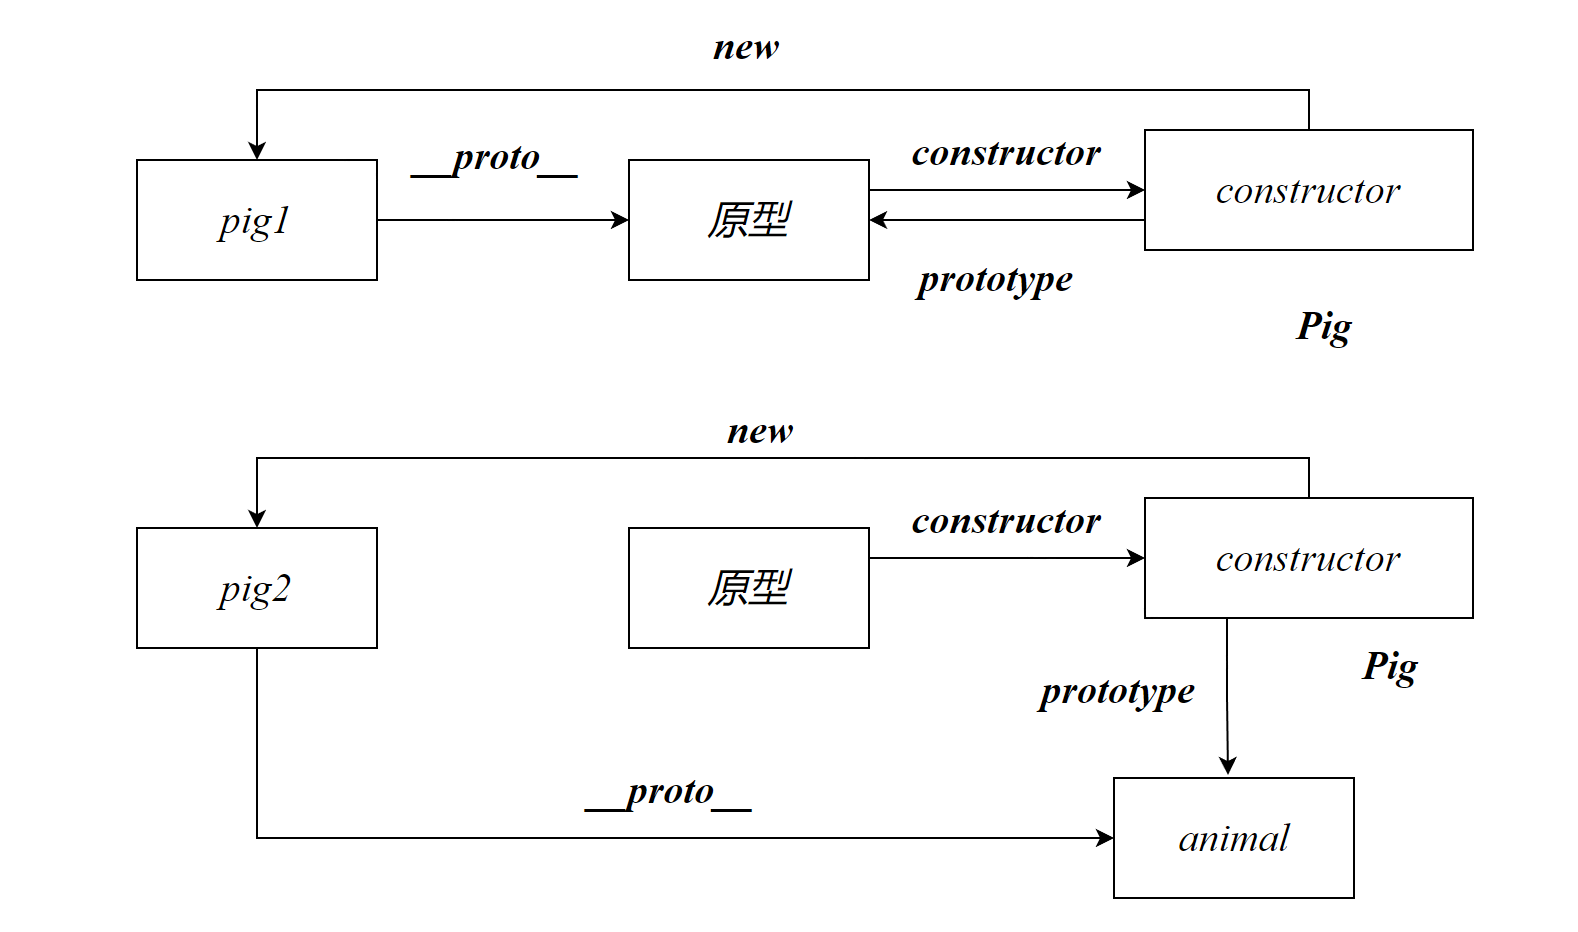 new
__proto__
constructor
pig1
原型
constructor
prototype
Pig
new
constructor
pig2
原型
constructor
Pig
prototype
__proto__
animal